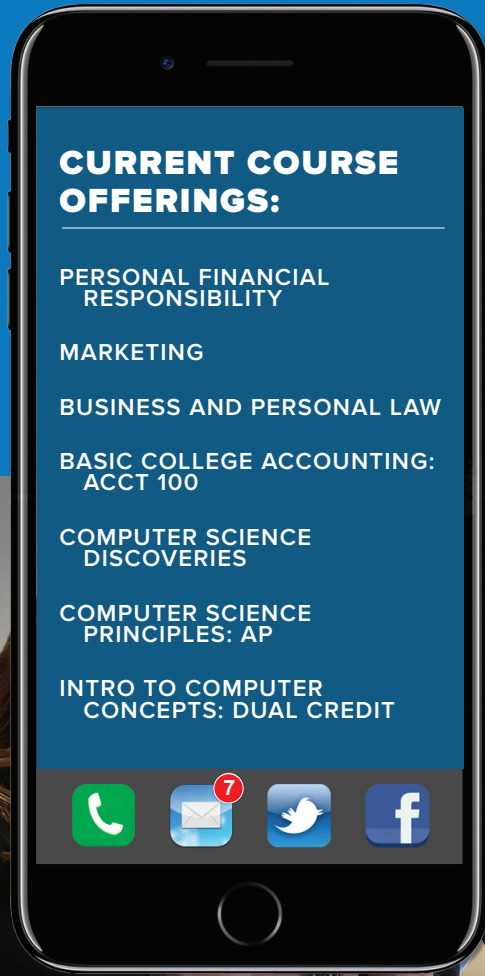 CURRENT COURSE
OFFERINGS:
PERSONAL FINANCIAL
RESPONSIBILITY
MARKETING
BUSINESS AND PERSONAL LAW
BASIC COLLEGE ACCOUNTING:
ACCT 100
COMPUTER SCIENCE
DISCOVERIES
COMPUTER SCIENCE
PRINCIPLES: AP
INTRO TO COMPUTER
CONCEPTS: DUAL CREDIT
7
f